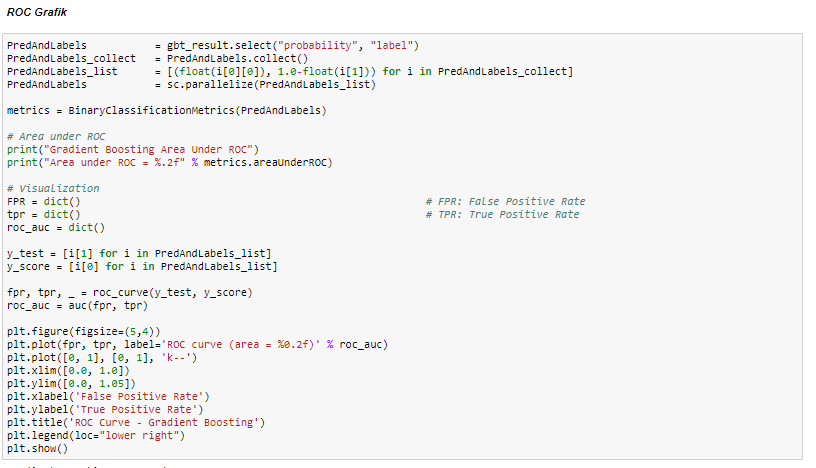 ROC Grafik
PredAndLabels = gbt_result.select("probability", "label")
PredAndLabels_collect = PredAndLabels.collect()
PredAndLabels_list = [(float(i[0][0]), 1.0-float(i[1])) for i in PredAndLabels_collect]
PredAndLabels = sc.parallelize(PredAndLabels_list)
metrics = BinaryClassificationMetrics(PredAndLabels)
# Area under ROC
print("Gradient Boosting Area Under ROC")
print("Area under ROC = %.2f" % metrics.areaUnderROC)
# Visualization
FPR = dict() # FPR: False Positive Rate
tpr = dict() # TPR: True Positive Rate
roc_auc = dict()
y_test = [i[1] for i in PredAndLabels_list]
y_score = [i[0] for i in PredAndLabels_list]
fpr, tpr, _ = roc_curve(y_test, y_score)
roc_auc = auc(fpr, tpr)
plt.figure(figsize=(5,4))
plt.plot(fpr, tpr, label='ROC curve (area = %0.2f)' % roc_auc)
plt.plot([0, 1], [0, 1], 'k--')
plt.xlim([0.0, 1.0])
plt.ylim([0.0, 1.05])
plt.xlabel('False Positive Rate')
plt.ylabel('True Positive Rate')
plt.title('ROC Curve - Gradient Boosting')
plt.legend(loc="lower right")
plt.show()